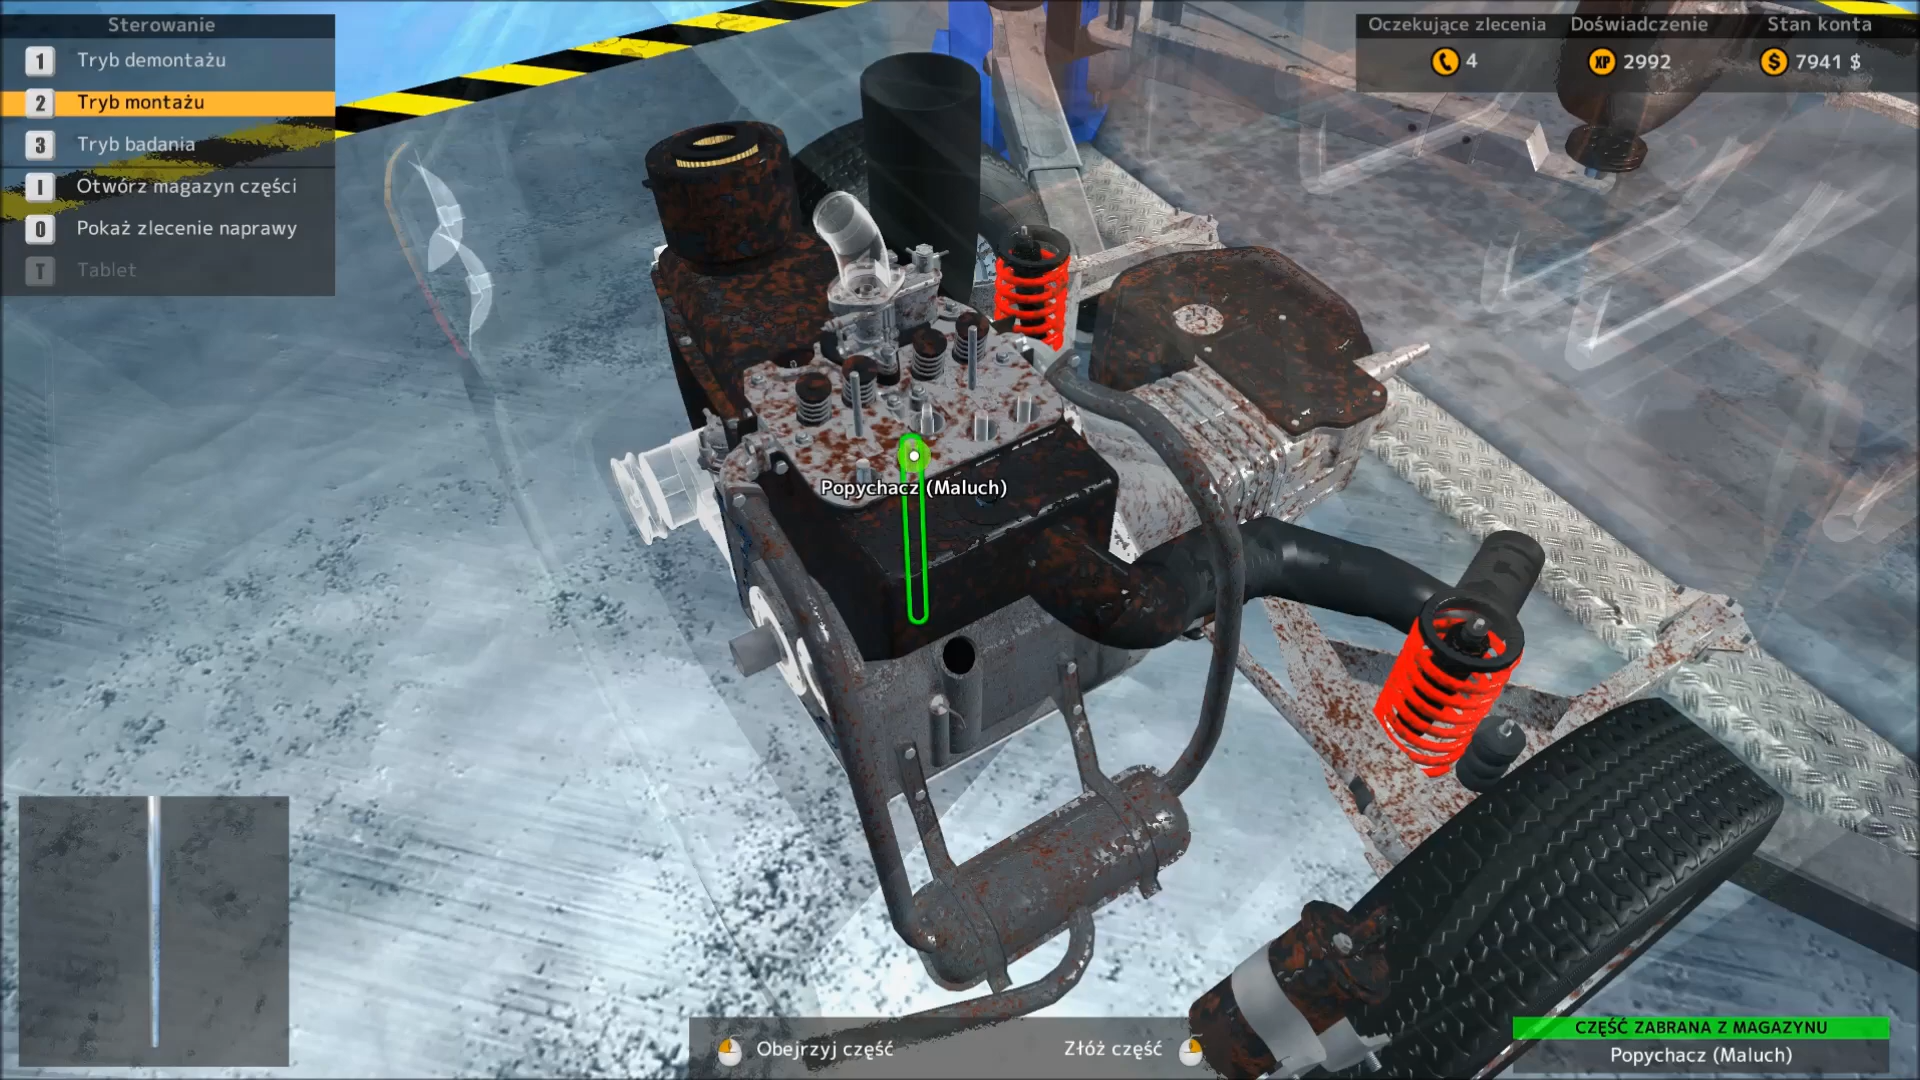 Sterowanie
1 Tryb demontażu
2 Tryb montażu
3 Tryb badania
I Otwórz magazyn części
O Pokaż zlecenie naprawy
T Tablet
Oczekujące zlecenia Doświadczenie Stan konta
4 XP 2992 $ 7941 $
Popychacz (Maluch)
Obejrzyj część Złóż część
CZĘŚĆ ZABRANA Z MAGAZYNU
Popychacz (Maluch)